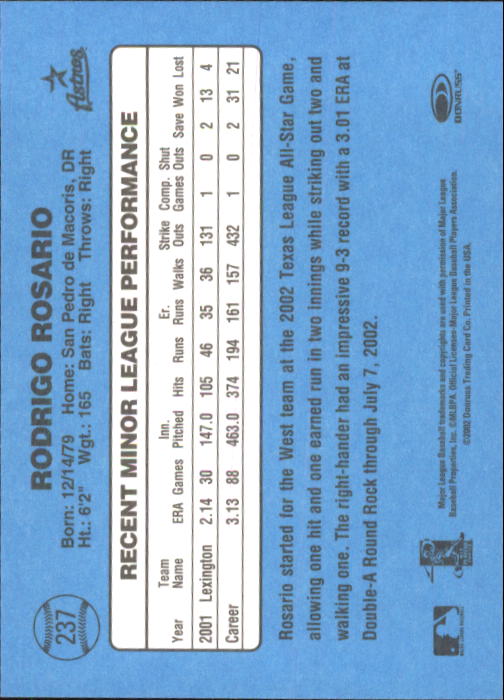 237
RODRIGO ROSARIO
Born: 12/14/79 Home: San Pedro de Macoris, DR
Ht.: 6'2" Wgt.: 165 Bats: Right Throws: Right
Astros
RECENT MINOR LEAGUE PERFORMANCE
Team Inn. Er. Strike Comp. Shut
Year Name ERA Games Pitched Hits Runs Runs Walks Outs Games Outs Save Won Lost
2001 Lexington 2.14 30 147.0 105 46 35 36 131 1 0 2 13 4
Career 3.13 88 463.0 374 194 161 157 432 1 0 2 31 21
Rosario started for the West team at the 2002 Texas League All-Star Game,
allowing one hit and one earned run in two innings while striking out two and
walking one. The right-hander had an impressive 9-3 record with a 3.01 ERA at
Double-A Round Rock through July 7, 2002.
Major League Baseball trademarks and copyrights are used with permission of Major League
Baseball Properties, Inc. ©MLBPA Official Licensee-Major League Baseball Players Association.
©2002 Donruss Trading Card Co. Printed in the USA.
DONRUSS